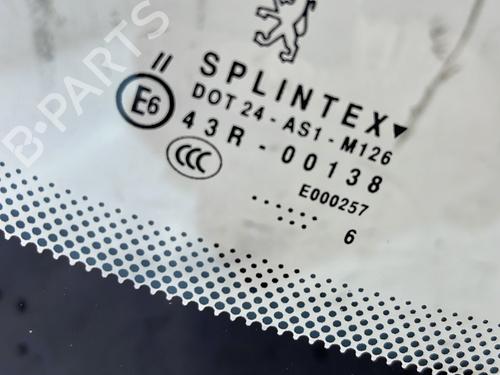 B-PARTS
II
SPLINTEX
E6
DOT 24 - AS1 - M126
43R - 00138
CCC
E000257
6